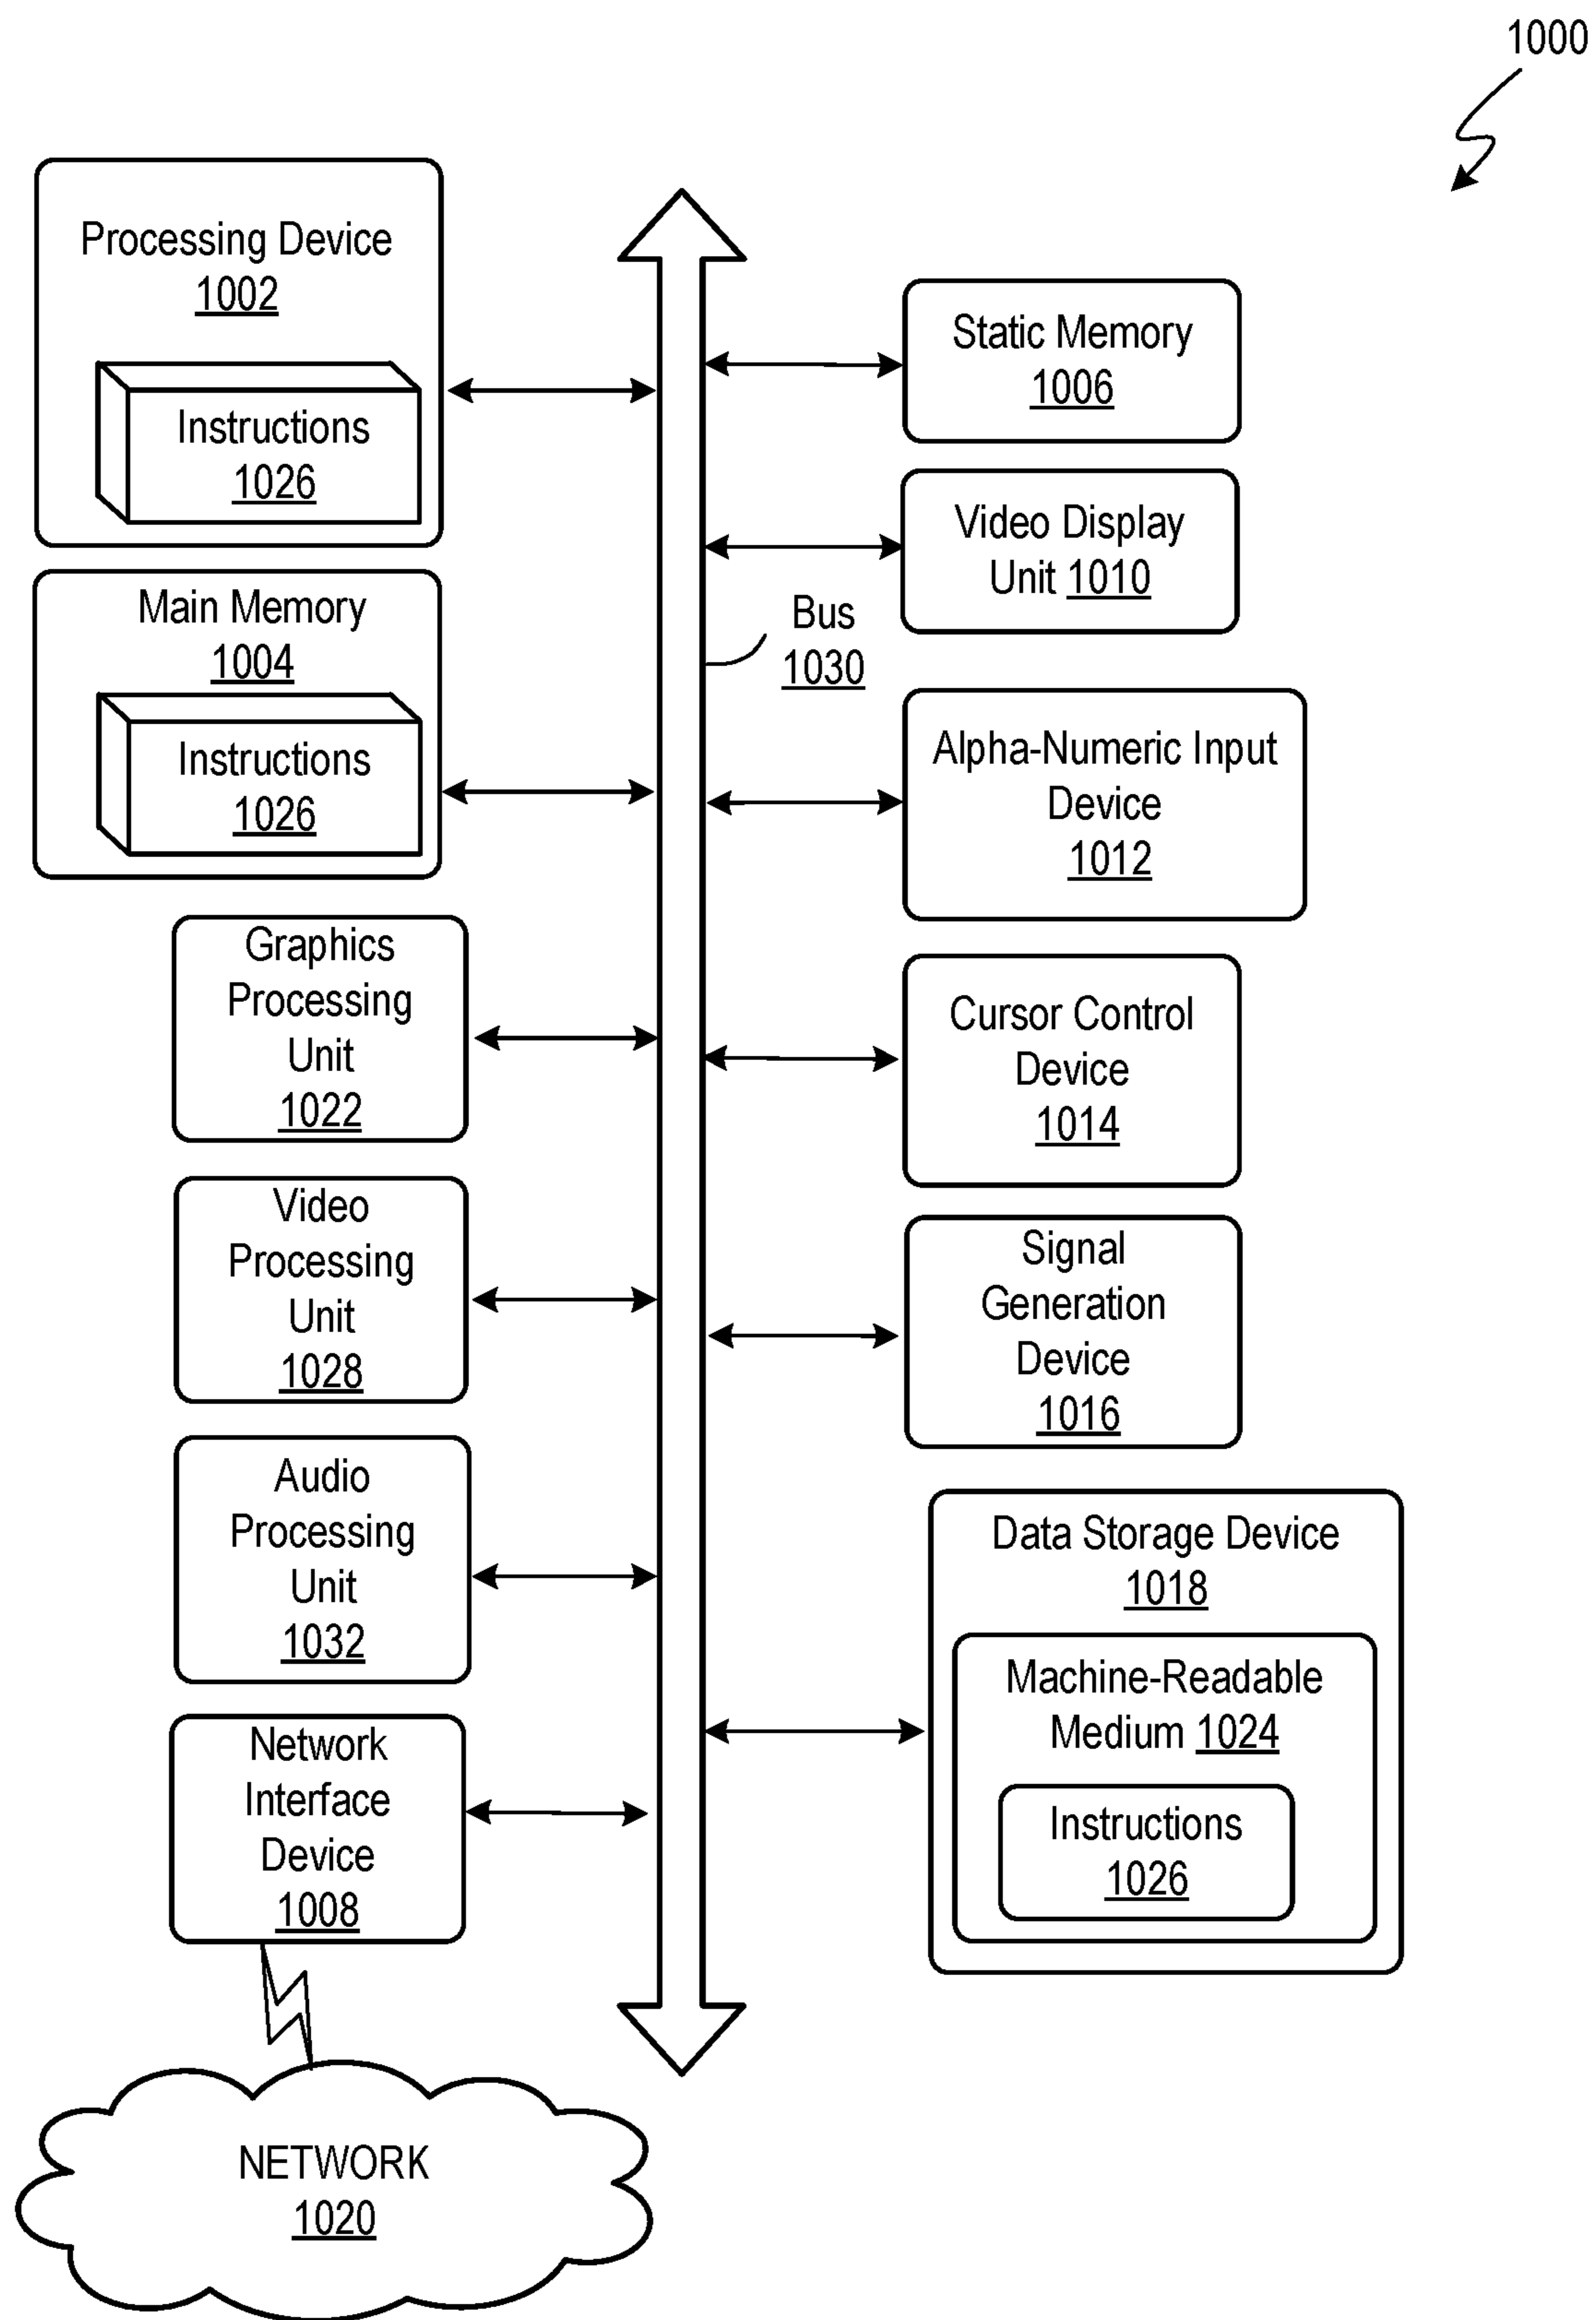 1000
Processing Device
1002
Instructions
1026
Main Memory
1004
Instructions
1026
Graphics
Processing
Unit
1022
Video
Processing
Unit
1028
Audio
Processing
Unit
1032
Network
Interface
Device
1008
NETWORK
1020
Bus
1030
Static Memory
1006
Video Display
Unit 1010
Alpha-Numeric Input
Device
1012
Cursor Control
Device
1014
Signal
Generation
Device
1016
Data Storage Device
1018
Machine-Readable
Medium 1024
Instructions
1026